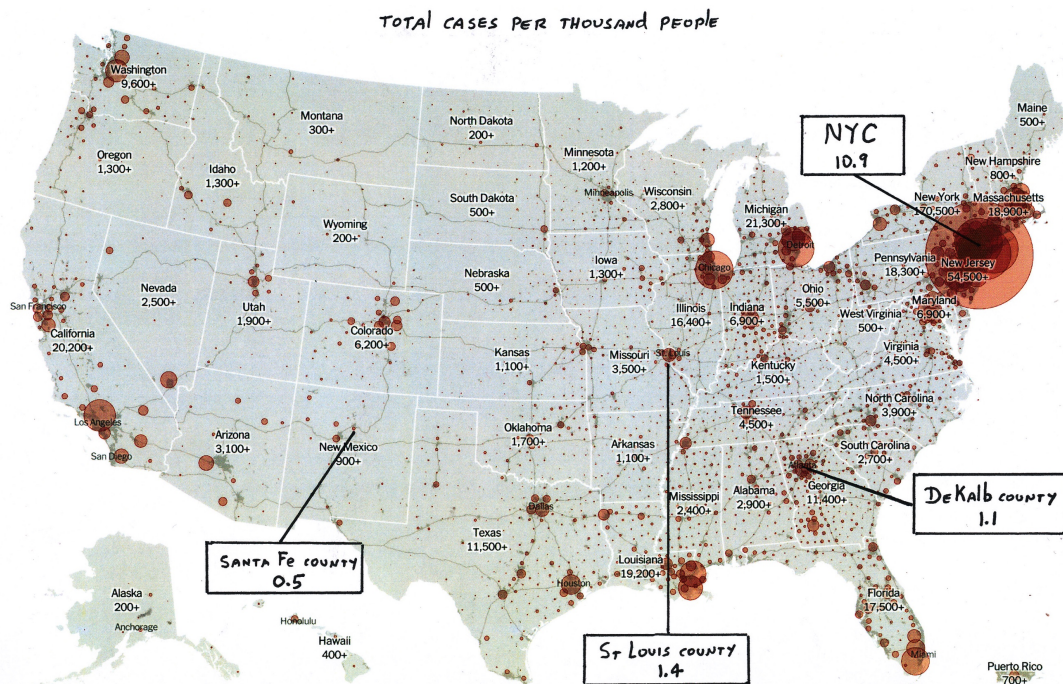 TOTAL CASES PER THOUSAND PEOPLE
Washington
9,600+
Montana
300+
North Dakota
200+
Minnesota
1,200+
Minneapolis
Maine
500+
NYC
10.9
Oregon
1,300+
Idaho
1,300+
South Dakota
500+
Wisconsin
2,800+
Michigan
21,300+
Detroit
New Hampshire
800+
New York
170,500+
Massachusetts
18,900+
Wyoming
200+
Iowa
1,300+
Chicago
Pennsylvania
18,300+
New Jersey
54,500+
Nevada
2,500+
Utah
1,900+
Nebraska
500+
Illinois
16,400+
Indiana
6,900+
Ohio
5,500+
West Virginia
500+
Maryland
6,900+
San Francisco
California
20,200+
Colorado
6,200+
Kansas
1,100+
Missouri
3,500+
St. Louis
Kentucky
1,500+
Virginia
4,500+
Los Angeles
San Diego
Arizona
3,100+
New Mexico
900+
Oklahoma
1,700+
Arkansas
1,100+
Tennessee
4,500+
North Carolina
3,900+
South Carolina
2,700+
Atlanta
Georgia
11,400+
Dallas
Texas
11,500+
Mississippi
2,400+
Alabama
2,900+
DeKalb COUNTY
1.1
SANTA Fe COUNTY
0.5
Louisiana
19,200+
Houston
Florida
17,500+
Miami
Alaska
200+
Anchorage
Honolulu
Hawaii
400+
ST LOUIS COUNTY
1.4
Puerto Rico
700+